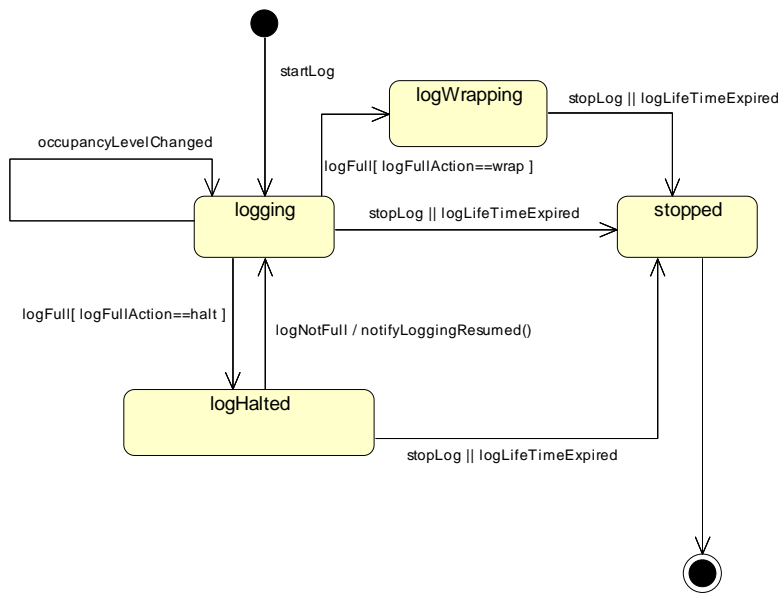 startLog
logWrapping
stopLog || logLifeTimeExpired
occupancyLevelChanged
logFull[ logFullAction==wrap ]
logging
stopLog || logLifeTimeExpired
stopped
logFull[ logFullAction==halt ]
logNotFull / notifyLoggingResumed()
logHalted
stopLog || logLifeTimeExpired